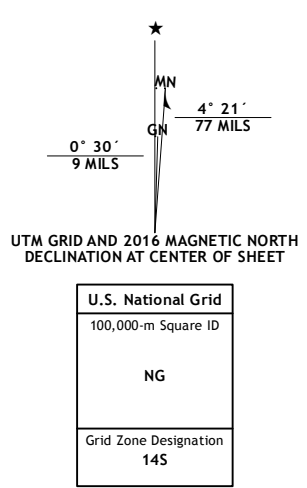 MN
4° 21´
77 MILS
GN
0° 30´
9 MILS
UTM GRID AND 2016 MAGNETIC NORTH
DECLINATION AT CENTER OF SHEET
U.S. National Grid
100,000-m Square ID
NG
Grid Zone Designation
14S